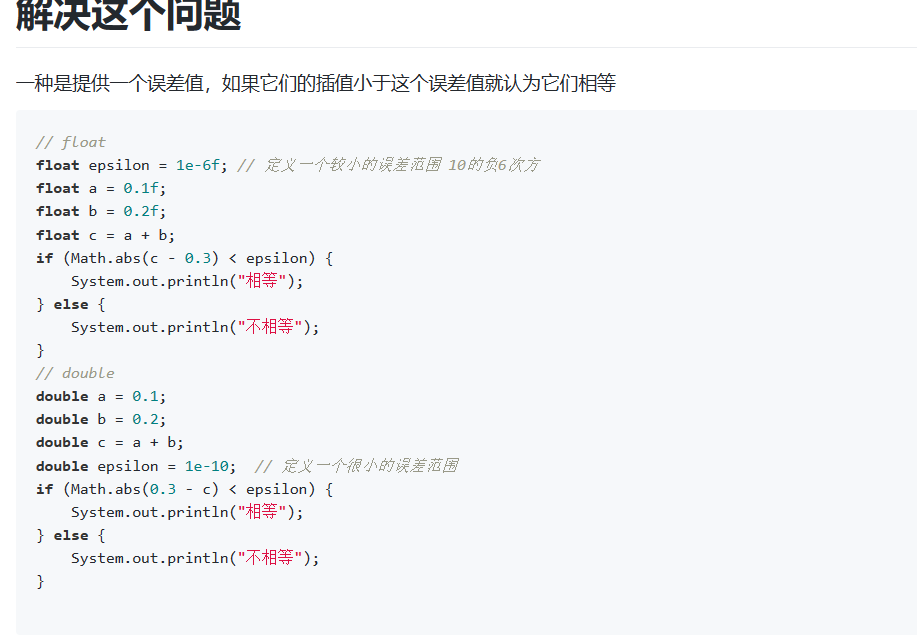 解决这个问题
一种是提供一个误差值，如果它们的插值小于这个误差值就认为它们相等
// float
float epsilon = 1e-6f; // 定义一个较小的误差范围 10的负6次方
float a = 0.1f;
float b = 0.2f;
float c = a + b;
if (Math.abs(c - 0.3) < epsilon) {
    System.out.println("相等");
} else {
    System.out.println("不相等");
}
// double
double a = 0.1;
double b = 0.2;
double c = a + b;
double epsilon = 1e-10;  // 定义一个很小的误差范围
if (Math.abs(0.3 - c) < epsilon) {
    System.out.println("相等");
} else {
    System.out.println("不相等");
}